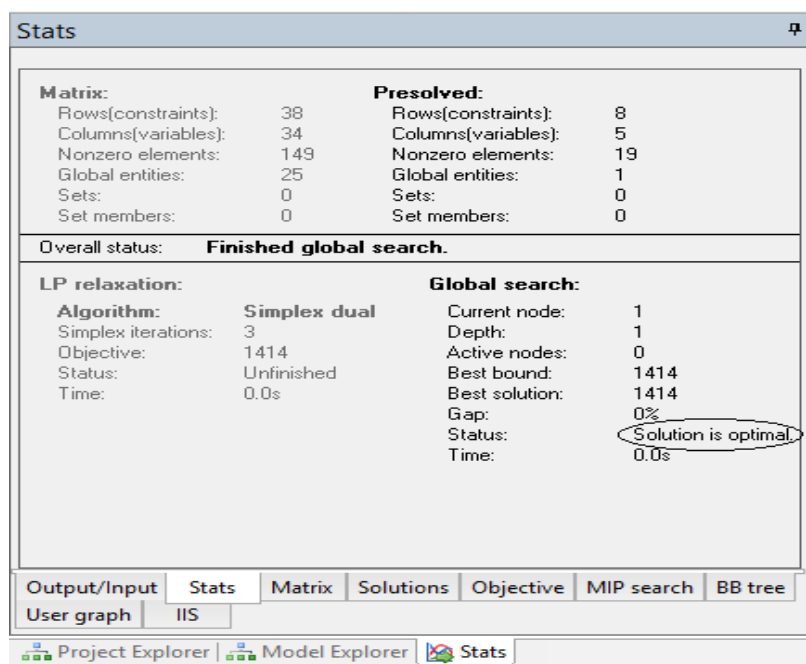 Stats
Matrix: Presolved:
Rows(constraints): 38 Rows(constraints): 8
Columns(variables): 34 Columns(variables): 5
Nonzero elements: 149 Nonzero elements: 19
Global entities: 25 Global entities: 1
Sets: 0 Sets: 0
Set members: 0 Set members: 0
Overall status: Finished global search.
LP relaxation: Global search:
Algorithm: Simplex dual Current node: 1
Simplex iterations: 3 Depth: 1
Objective: 1414 Active nodes: 0
Status: Unfinished Best bound: 1414
Time: 0.0s Best solution: 1414
Gap: 0%
Status: Solution is optimal.
Time: 0.0s
Output/Input Stats Matrix Solutions Objective MIP search BB tree
User graph IIS
Project Explorer Model Explorer Stats